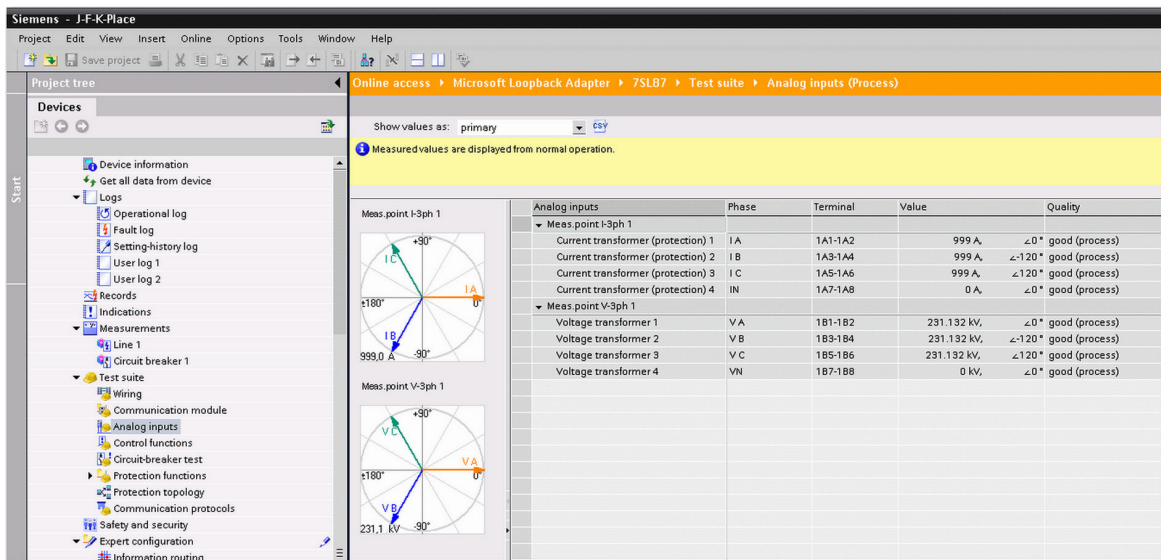 Siemens - J-F-K-Place
Project Edit View Insert Online Options Tools Window Help
Save project
Project tree
Online access Microsoft Loopback Adapter 7SL87 Test suite Analog inputs (Process)
Devices
Show values as: primary CSV
Measured values are displayed from normal operation.
Start
Device information
Get all data from device
Logs
Operational log
Fault log
Setting-history log
User log 1
User log 2
Records
Indications
Measurements
Line 1
Circuit breaker 1
Test suite
Wiring
Communication module
Analog inputs
Control functions
Circuit-breaker test
Protection functions
Protection topology
Communication protocols
Safety and security
Expert configuration
Information routing
Meas.point I-3ph 1
+90°
I C
I A
±180° 0°
I B
999,0 A -90°
Meas.point V-3ph 1
+90°
V C
V A
±180° 0°
V B
231,1 kV -90°
Analog inputs Phase Terminal Value Quality
Meas.point I-3ph 1
Current transformer (protection) 1 I A 1A1-1A2 999 A, ∠0° good (process)
Current transformer (protection) 2 I B 1A3-1A4 999 A, ∠-120° good (process)
Current transformer (protection) 3 I C 1A5-1A6 999 A, ∠120° good (process)
Current transformer (protection) 4 IN 1A7-1A8 0 A, ∠0° good (process)
Meas.point V-3ph 1
Voltage transformer 1 V A 1B1-1B2 231.132 kV, ∠0° good (process)
Voltage transformer 2 V B 1B3-1B4 231.132 kV, ∠-120° good (process)
Voltage transformer 3 V C 1B5-1B6 231.132 kV, ∠120° good (process)
Voltage transformer 4 VN 1B7-1B8 0 kV, ∠0° good (process)